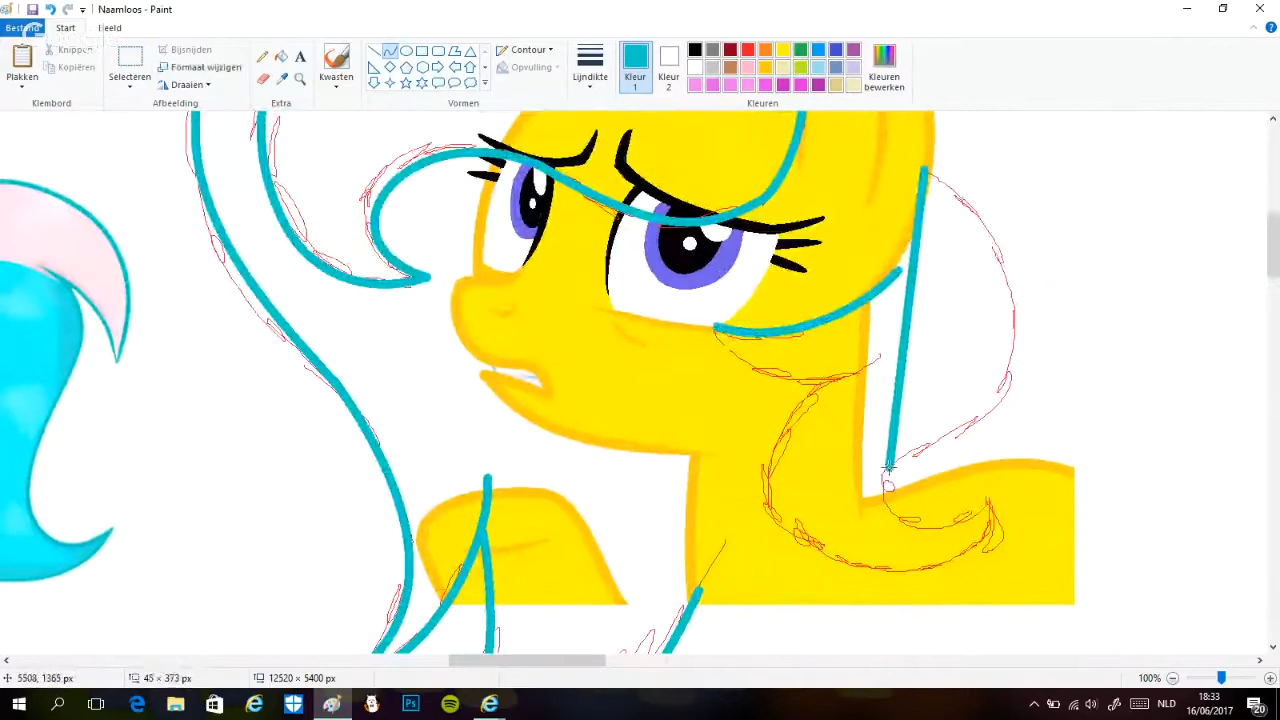 Naamloos - Paint
Bestand Start Beeld
Plakken
Knippen
Kopiëren
Klembord
Selecteren
Bijsnijden
Formaat wijzigen
Draaien
Afbeelding
A
Extra
Kwasten
Contour
Opvulling
Vormen
Lijndikte
Kleur
1
Kleur
2
Kleuren
bewerken
Kleuren
5508, 1365 px
45 × 373 px
12520 × 5400 px
100%
Ps
NLD
18:33
16/06/2017
20